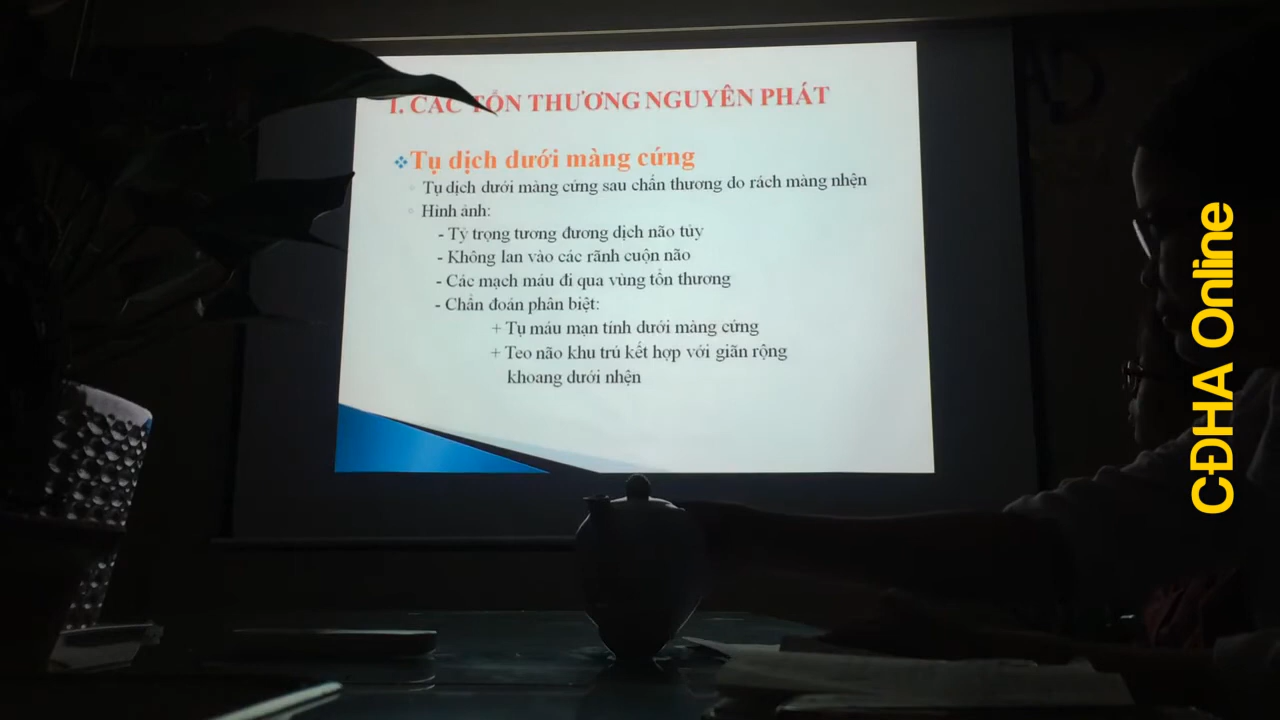 I. CÁC TỔN THƯƠNG NGUYÊN PHÁT
Tụ dịch dưới màng cứng
Tụ dịch dưới màng cứng sau chấn thương do rách màng nhện
Hình ảnh:
- Tỷ trọng tương đương dịch não tủy
- Không lan vào các rãnh cuộn não
- Các mạch máu đi qua vùng tổn thương
- Chẩn đoán phân biệt:
+ Tụ máu mạn tính dưới màng cứng
+ Teo não khu trú kết hợp với giãn rộng
khoang dưới nhện
CĐHA Online